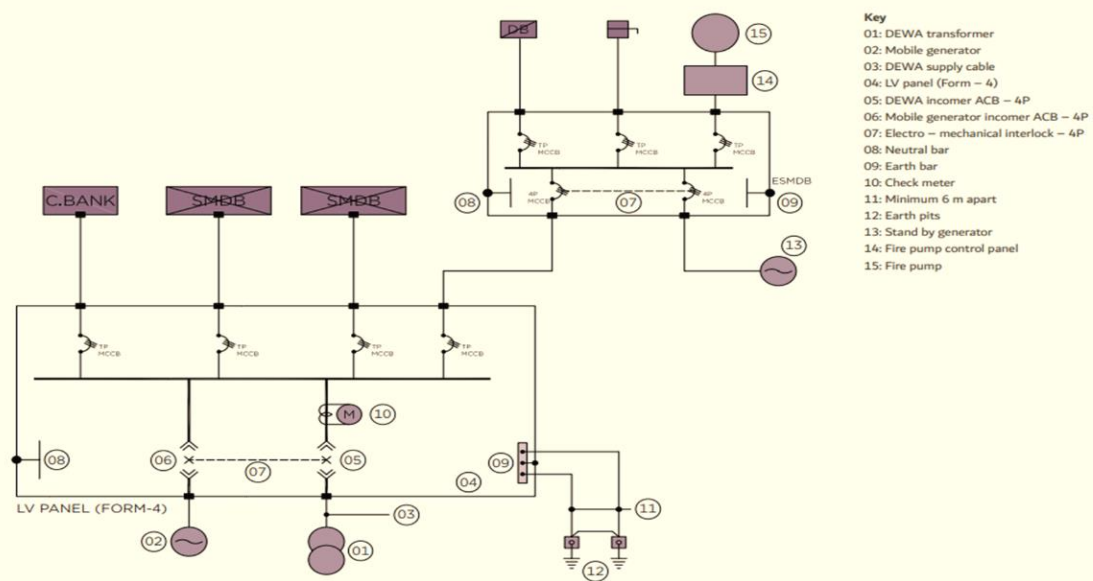 DB
15
14
TP
MCCB
TP
MCCB
TP
MCCB
ESMDB
08
4P
MCCB
07
4P
MCCB
09
13
C.BANK
SMDB
SMDB
TP
MCCB
TP
MCCB
TP
MCCB
TP
MCCB
M
10
08
06
07
05
09
04
LV PANEL (FORM-4)
03
11
02
01
12
Key
01: DEWA transformer
02: Mobile generator
03: DEWA supply cable
04: LV panel (Form – 4)
05: DEWA incomer ACB – 4P
06: Mobile generator incomer ACB – 4P
07: Electro – mechanical interlock – 4P
08: Neutral bar
09: Earth bar
10: Check meter
11: Minimum 6 m apart
12: Earth pits
13: Stand by generator
14: Fire pump control panel
15: Fire pump